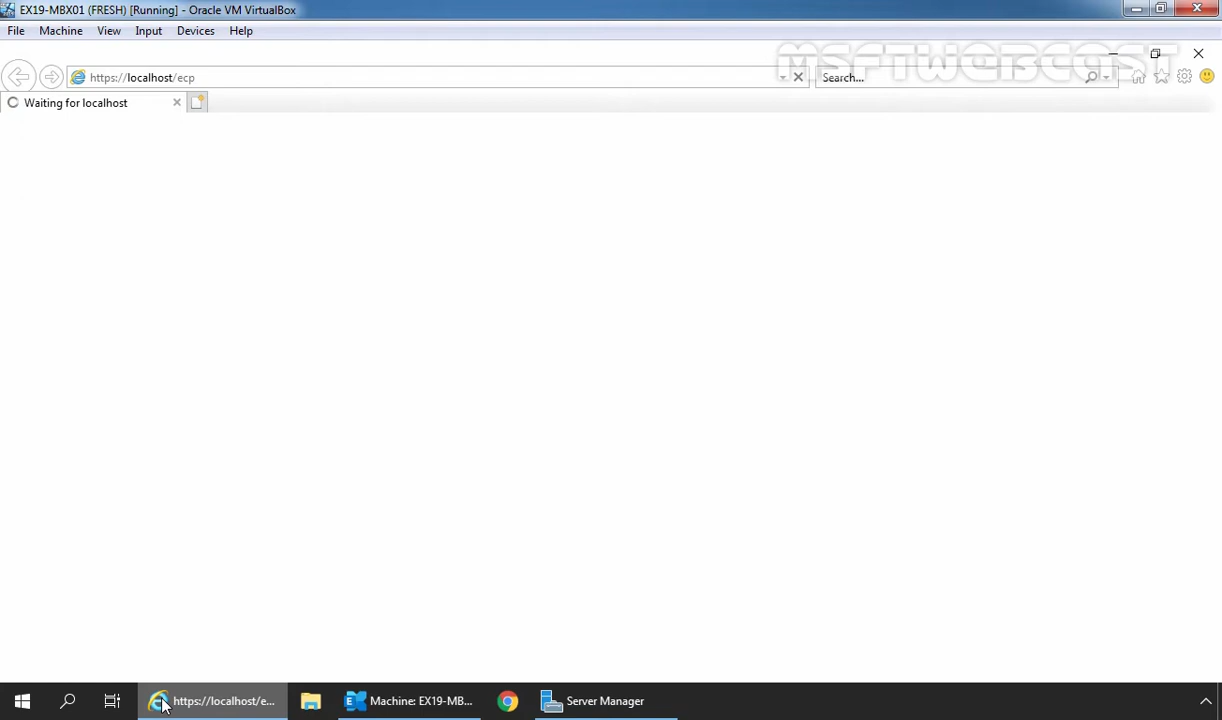 EX19-MBX01 (FRESH) [Running] - Oracle VM VirtualBox
File Machine View Input Devices Help
MSFTWEBCAST
https://localhost/ecp
Search...
Waiting for localhost
https://localhost/e...
Machine: EX19-MB...
Server Manager